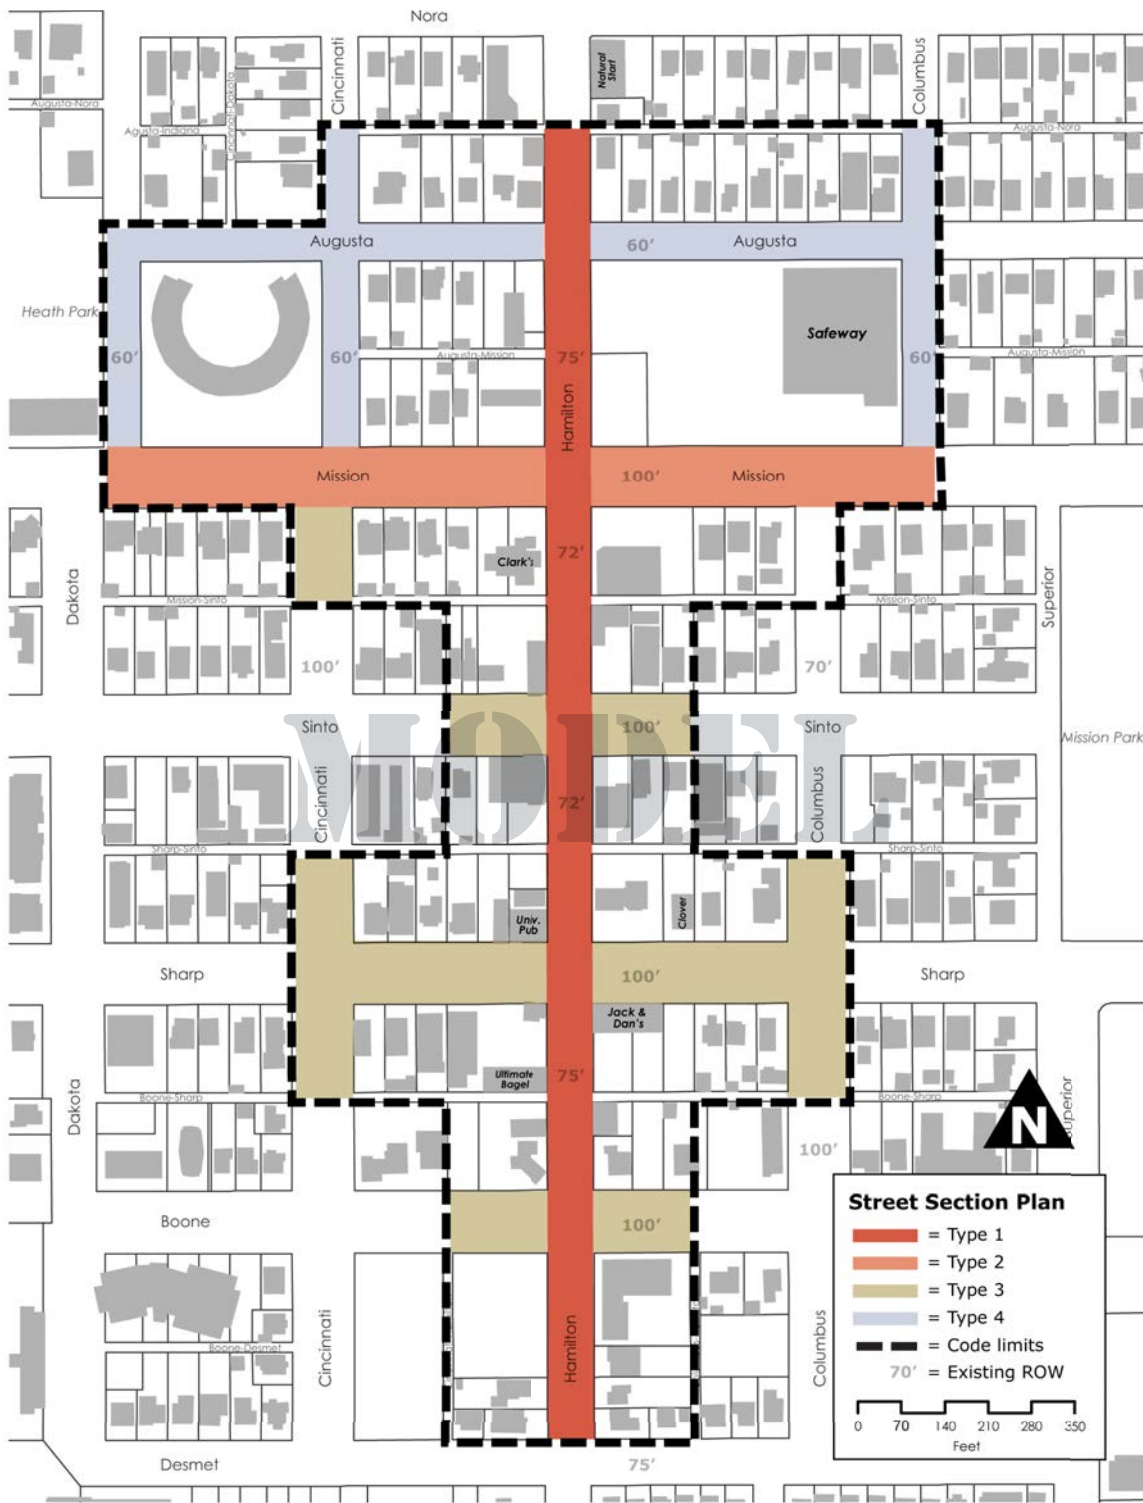 Nora
Cincinnati
Columbus
Natural
Start
Augusta-Nora
Agusta-Indiana
Cincinnati-Dakota
Augusta-Nora
Augusta
60'
Augusta
Heath Park
Safeway
60'
60'
Augusta-Mission
75'
60'
Augusta-Mission
Hamilton
Mission
100'
Mission
72'
Clark's
Dakota
Mission-Sinto
Mission-Sinto
Superior
100'
70'
Sinto
100'
Sinto
Mission Park
MODEL
Cincinnati
72'
Columbus
Sharp-Sinto
Sharp-Sinto
Univ.
Pub
Clover
Sharp
100'
Sharp
Jack &
Dan's
Ultimate
Bagel
75'
Dakota
Boone-Sharp
Boone-Sharp
Superior
N
100'
Boone
100'
Street Section Plan
= Type 1
= Type 2
= Type 3
= Type 4
= Code limits
70' = Existing ROW
0 70 140 210 280 350
Feet
Boone-Desmet
Cincinnati
Hamilton
Columbus
Desmet
75'